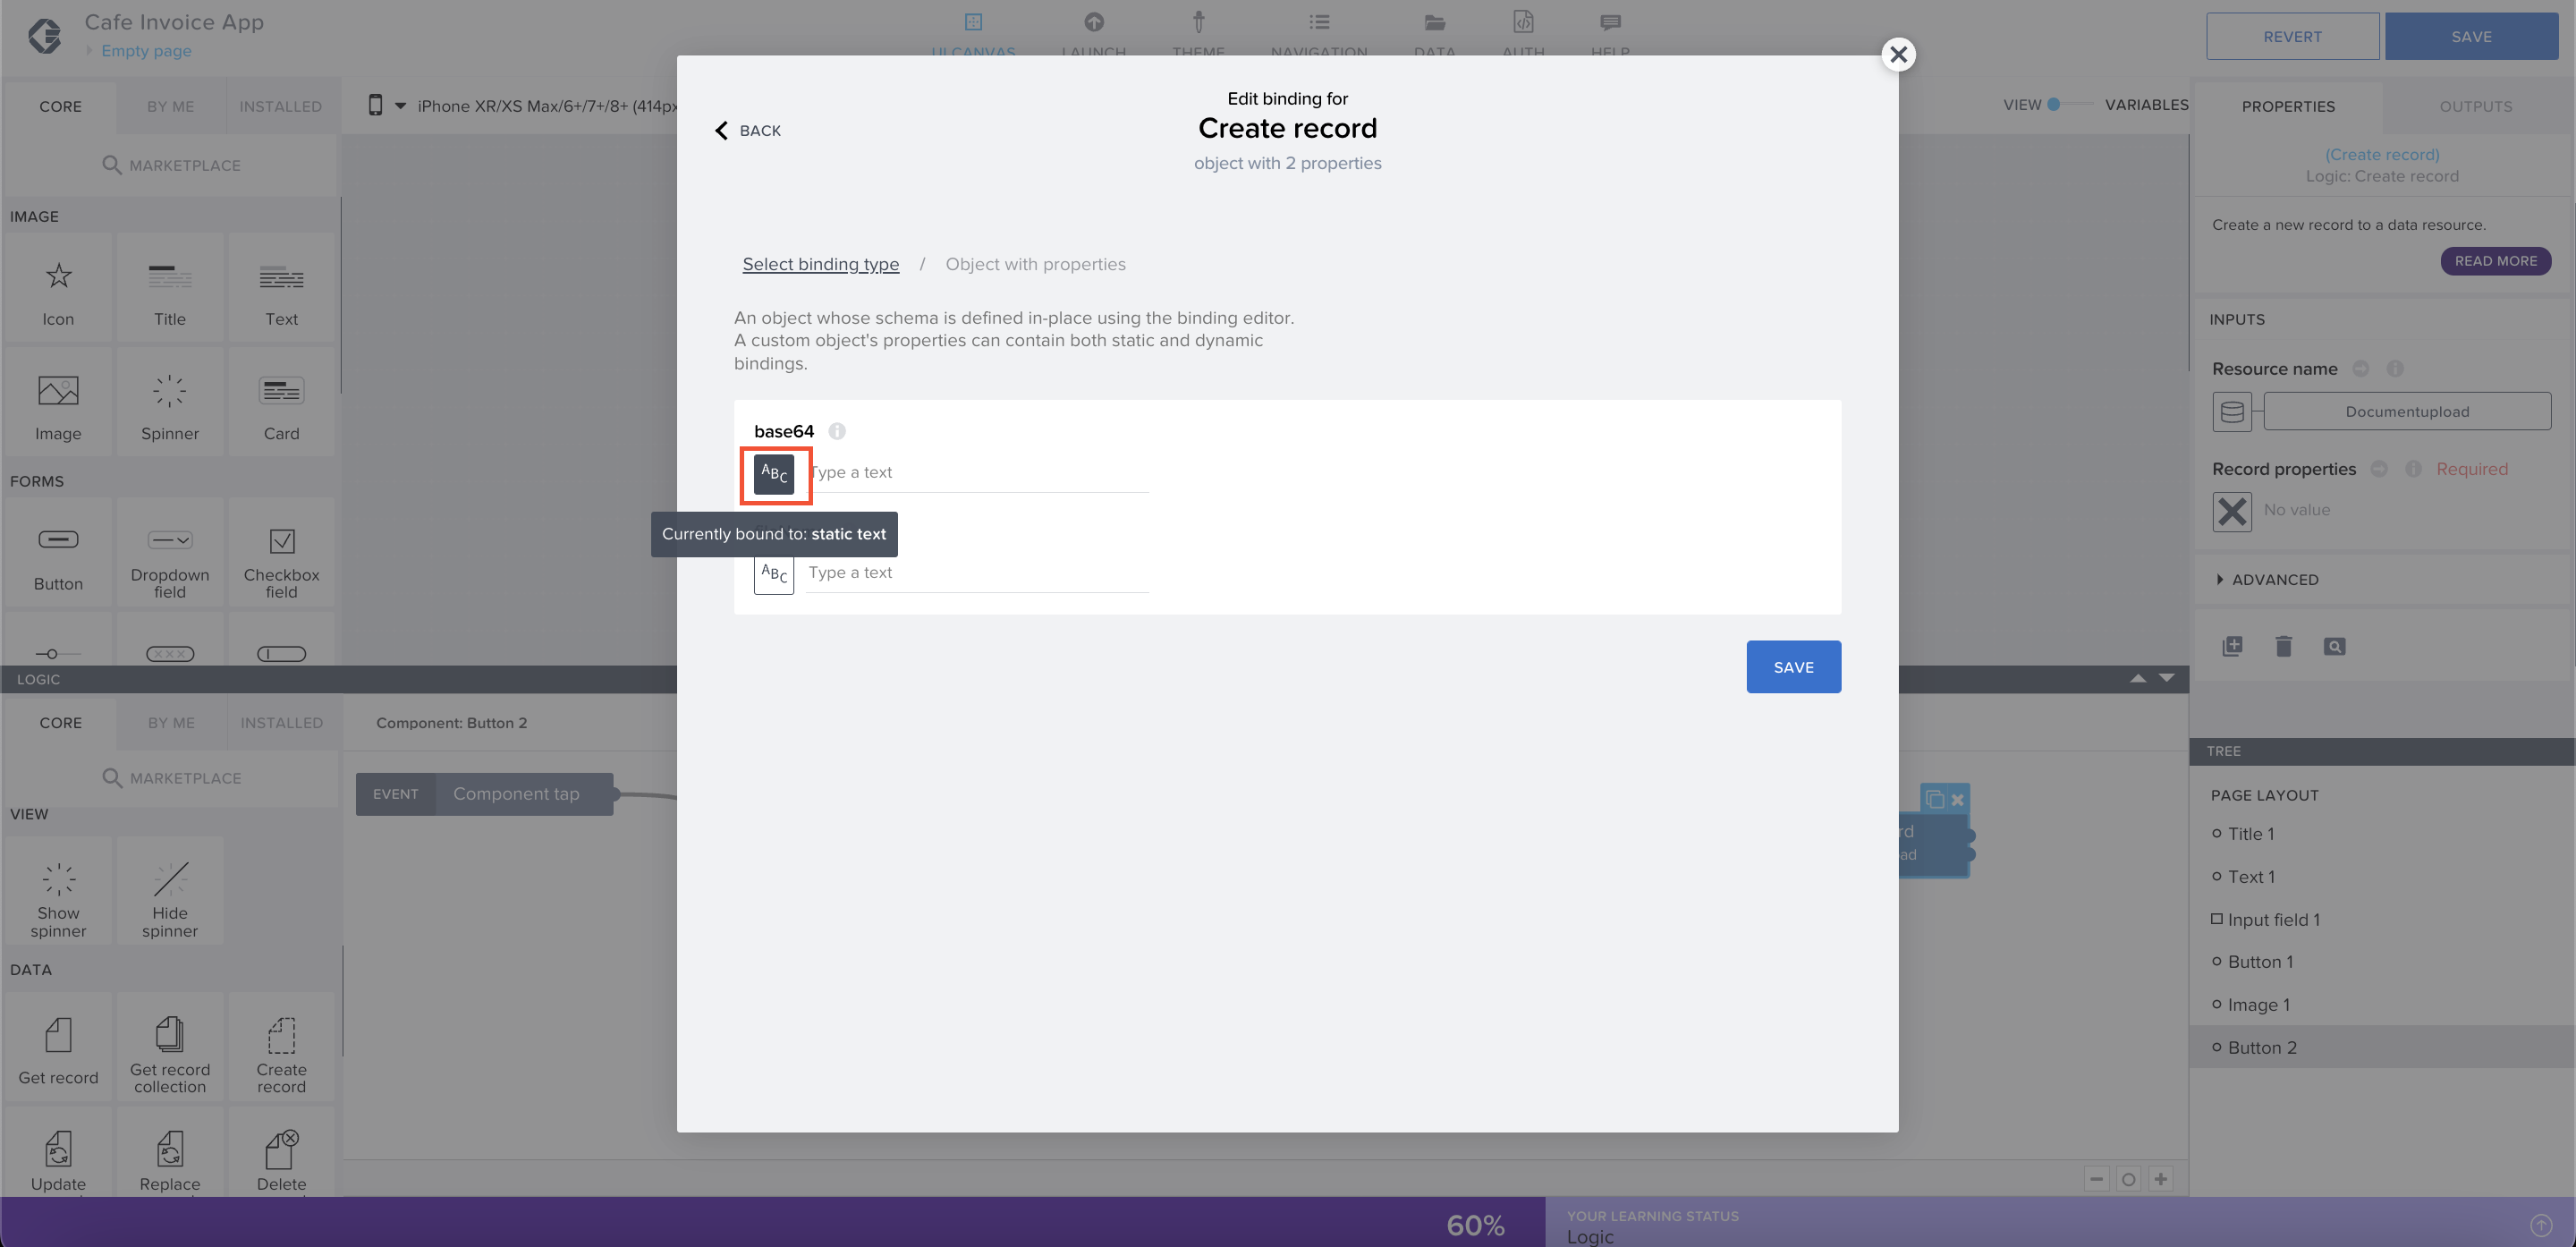 Cafe Invoice App
Empty page
UI CANVAS
LAUNCH
THEME
NAVIGATION
DATA
AUTH
HELP
REVERT
SAVE
CORE
BY ME
INSTALLED
iPhone XR/XS Max/6+/7+/8+ (414px
VIEW
VARIABLES
PROPERTIES
OUTPUTS
MARKETPLACE
IMAGE
Icon
Title
Text
Image
Spinner
Card
FORMS
Button
Dropdown
field
Checkbox
field
Edit binding for
BACK
Create record
object with 2 properties
Select binding type / Object with properties
An object whose schema is defined in-place using the binding editor.
A custom object's properties can contain both static and dynamic
bindings.
base64
ABC
Type a text
Currently bound to: static text
ABC
Type a text
SAVE
(Create record)
Logic: Create record
Create a new record to a data resource.
READ MORE
INPUTS
Resource name
Documentupload
Record properties
Required
No value
ADVANCED
LOGIC
CORE
BY ME
INSTALLED
Component: Button 2
MARKETPLACE
EVENT
Component tap
VIEW
Show
spinner
Hide
spinner
DATA
Get record
Get record
collection
Create
record
Update
Replace
Delete
rd
ad
TREE
PAGE LAYOUT
Title 1
Text 1
Input field 1
Button 1
Image 1
Button 2
60%
YOUR LEARNING STATUS
Logic